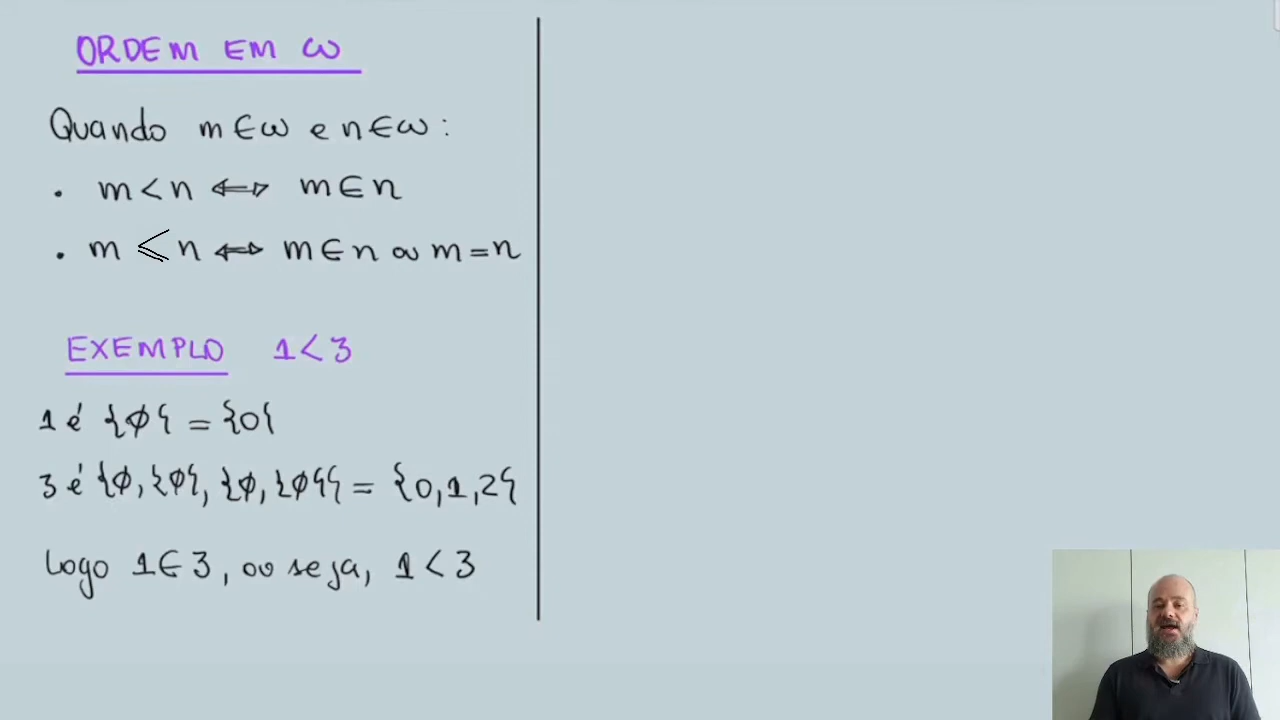 ORDEM EM ω
Quando m∈ω e n∈ω:
• m<n ⟺ m∈n
• m⩽n ⟺ m∈n ou m=n
EXEMPLO 1<3
1 é {∅} = {0}
3 é {∅, {∅}, {∅, {∅}} = {0,1,2}
Logo 1∈3, ou seja, 1<3